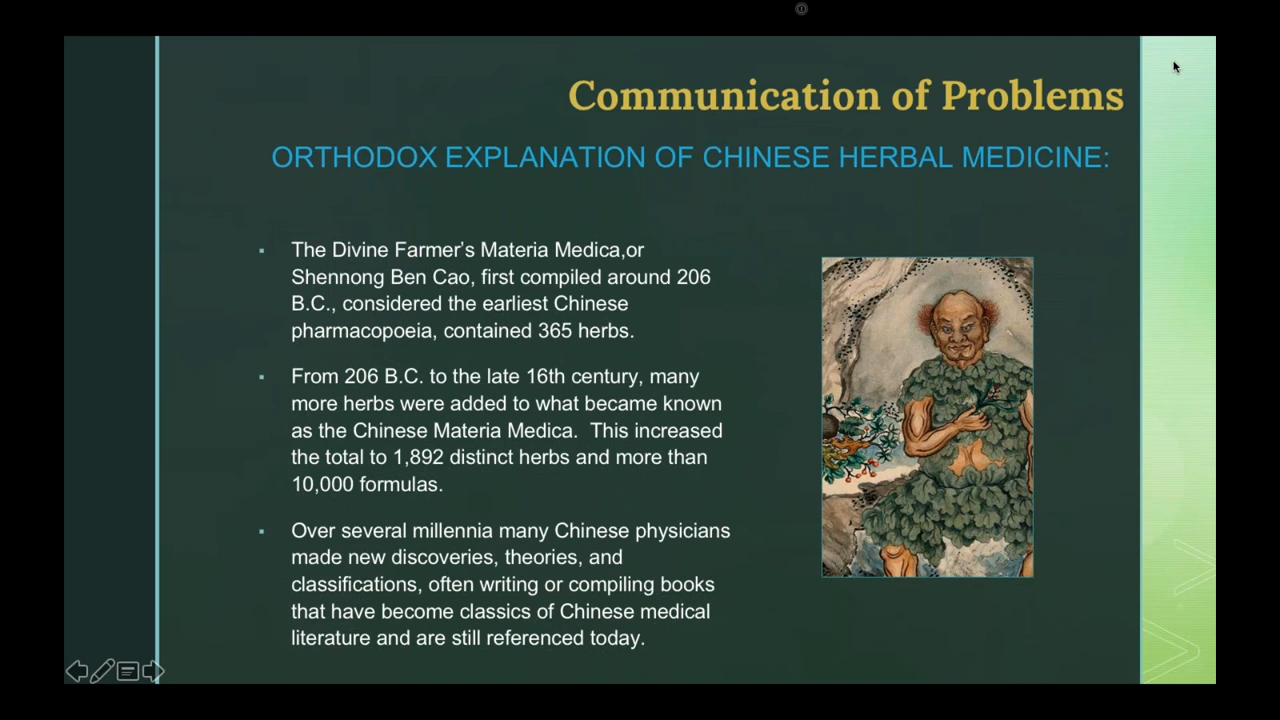 Communication of Problems
ORTHODOX EXPLANATION OF CHINESE HERBAL MEDICINE:
The Divine Farmer's Materia Medica,or
Shennong Ben Cao, first compiled around 206
B.C., considered the earliest Chinese
pharmacopoeia, contained 365 herbs.
From 206 B.C. to the late 16th century, many
more herbs were added to what became known
as the Chinese Materia Medica.  This increased
the total to 1,892 distinct herbs and more than
10,000 formulas.
Over several millennia many Chinese physicians
made new discoveries, theories, and
classifications, often writing or compiling books
that have become classics of Chinese medical
literature and are still referenced today.